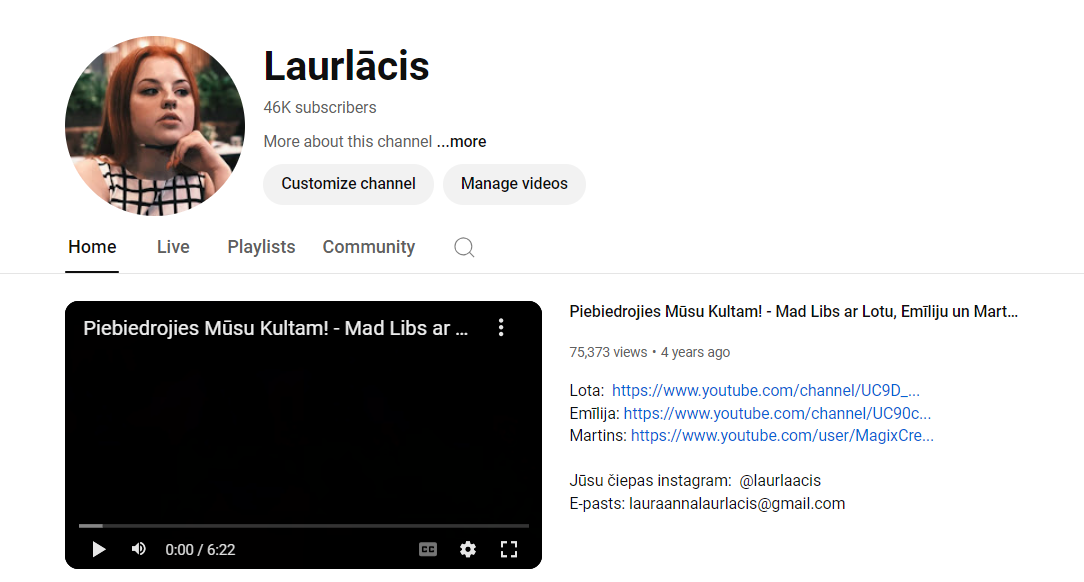 Laurlācis
46K subscribers
More about this channel ...more
Customize channel
Manage videos
Home
Live
Playlists
Community
Piebiedrojies Mūsu Kultam! - Mad Libs ar ...
0:00 / 6:22
CC
Piebiedrojies Mūsu Kultam! - Mad Libs ar Lotu, Emīliju un Mart...
75,373 views • 4 years ago
Lota: https://www.youtube.com/channel/UC9D_...
Emīlija: https://www.youtube.com/channel/UC90c...
Martins: https://www.youtube.com/user/MagixCre...
Jūsu čiepas instagram: @laurlaacis
E-pasts: lauraannalaurlacis@gmail.com